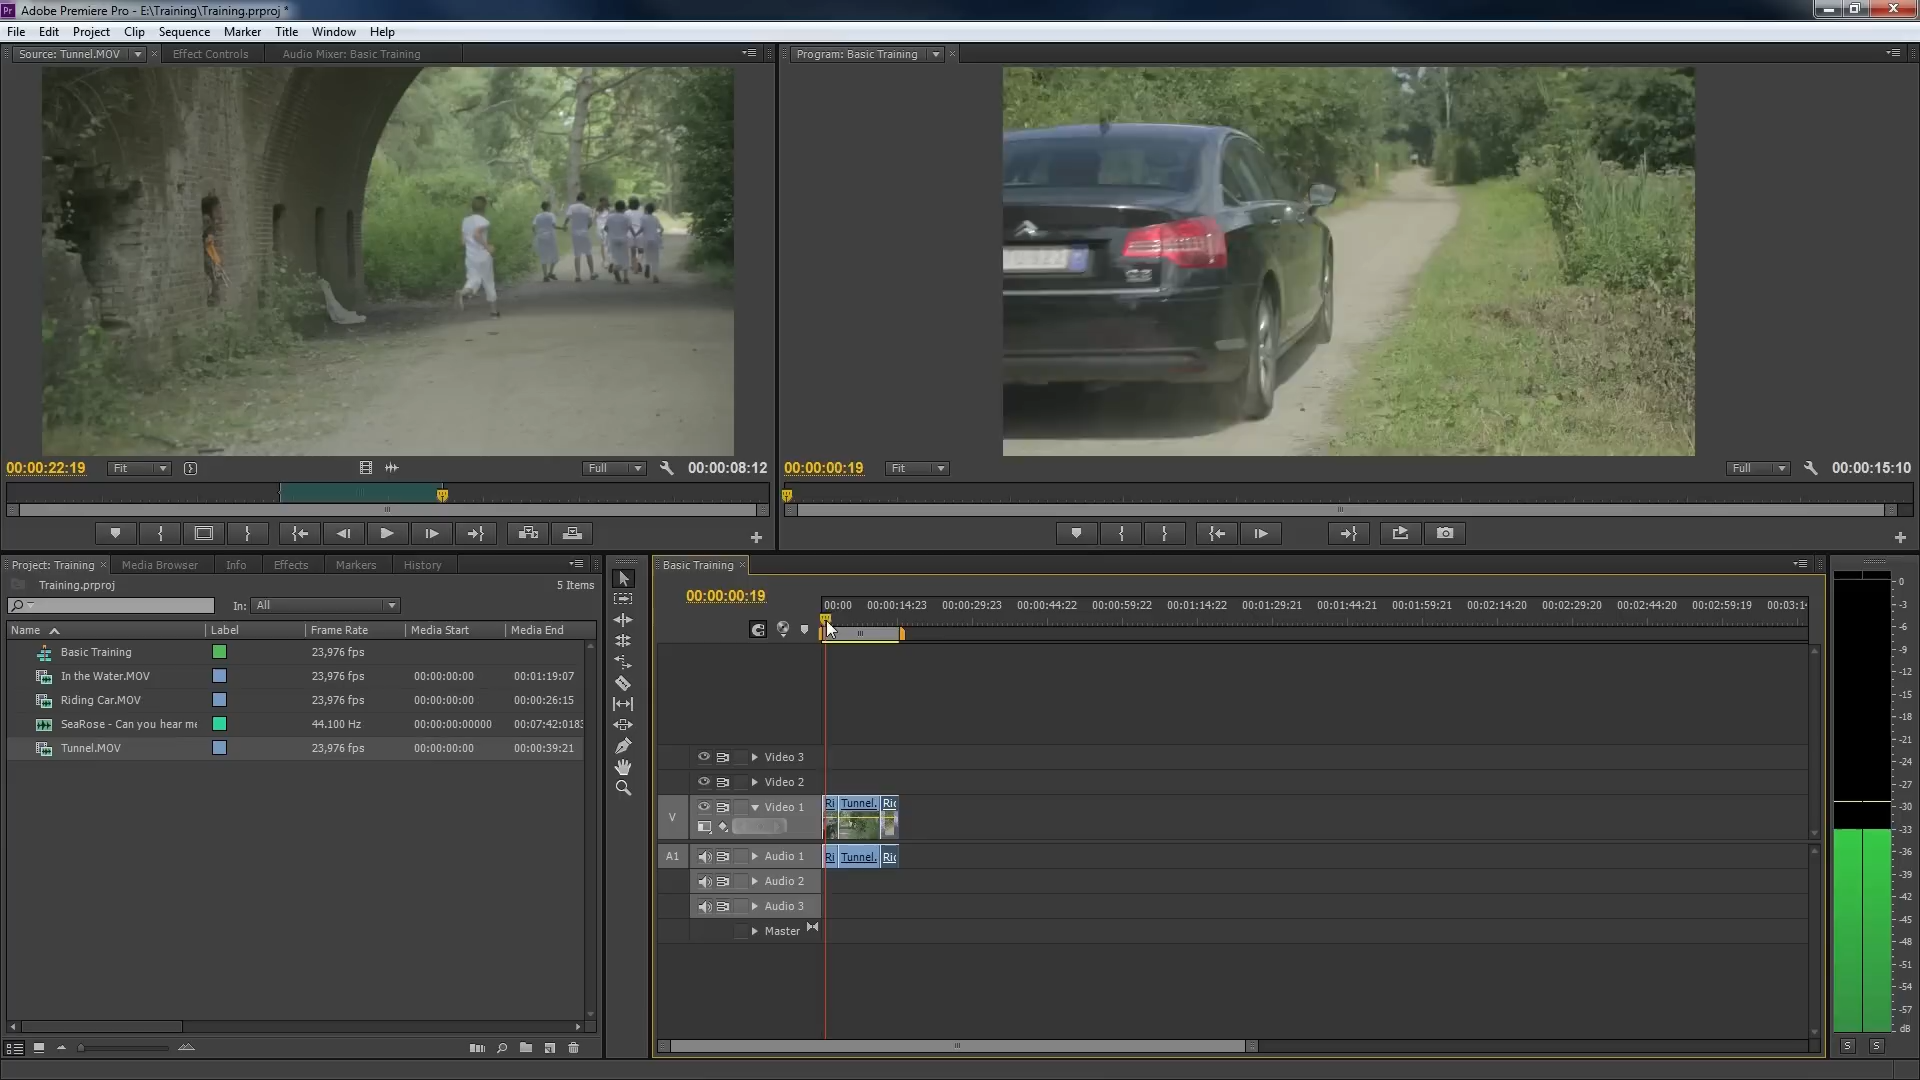 Adobe Premiere Pro - E:\Training\Training.prproj *
File Edit Project Clip Sequence Marker Title Window Help
Source: Tunnel.MOV Effect Controls Audio Mixer: Basic Training
Program: Basic Training
00:00:22:19 Fit Full 00:00:08:12
00:00:00:19 Fit Full 00:00:15:10
Project: Training Media Browser Info Effects Markers History
Training.prproj 5 Items
In: All
Name Label Frame Rate Media Start Media End
Basic Training 23,976 fps
In the Water.MOV 23,976 fps 00:00:00:00 00:01:19:07
Riding Car.MOV 23,976 fps 00:00:00:00 00:00:26:15
SeaRose - Can you hear me 44.100 Hz 00:00:00:00000 00:07:42:0183
Tunnel.MOV 23,976 fps 00:00:00:00 00:00:39:21
Basic Training
00:00:00:19
00:00 00:00:14:23 00:00:29:23 00:00:44:22 00:00:59:22 00:01:14:22 00:01:29:21 00:01:44:21 00:01:59:21 00:02:14:20 00:02:29:20 00:02:44:20 00:02:59:19 00:03:1
Video 3
Video 2
V Video 1
Ri Tunnel. Ric
A1 Audio 1
Ri Tunnel. Ric
Audio 2
Audio 3
Master
0
-3
-6
-9
-12
-15
-18
-21
-24
-27
-30
-33
-36
-39
-42
-45
-48
-51
-54
-57
dB
S S